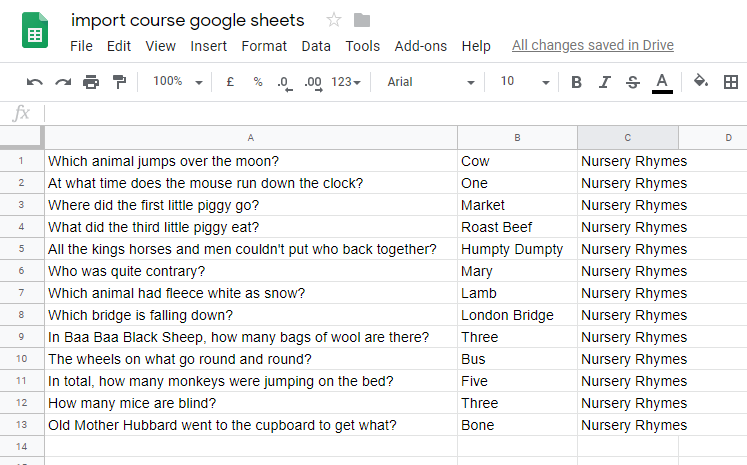 import course google sheets
File Edit View Insert Format Data Tools Add-ons Help All changes saved in Drive
100% £ % .0 .00 123 Arial 10 B I S A
fx
A B C D
1 Which animal jumps over the moon? Cow Nursery Rhymes
2 At what time does the mouse run down the clock? One Nursery Rhymes
3 Where did the first little piggy go? Market Nursery Rhymes
4 What did the third little piggy eat? Roast Beef Nursery Rhymes
5 All the kings horses and men couldn't put who back together? Humpty Dumpty Nursery Rhymes
6 Who was quite contrary? Mary Nursery Rhymes
7 Which animal had fleece white as snow? Lamb Nursery Rhymes
8 Which bridge is falling down? London Bridge Nursery Rhymes
9 In Baa Baa Black Sheep, how many bags of wool are there? Three Nursery Rhymes
10 The wheels on what go round and round? Bus Nursery Rhymes
11 In total, how many monkeys were jumping on the bed? Five Nursery Rhymes
12 How many mice are blind? Three Nursery Rhymes
13 Old Mother Hubbard went to the cupboard to get what? Bone Nursery Rhymes
14